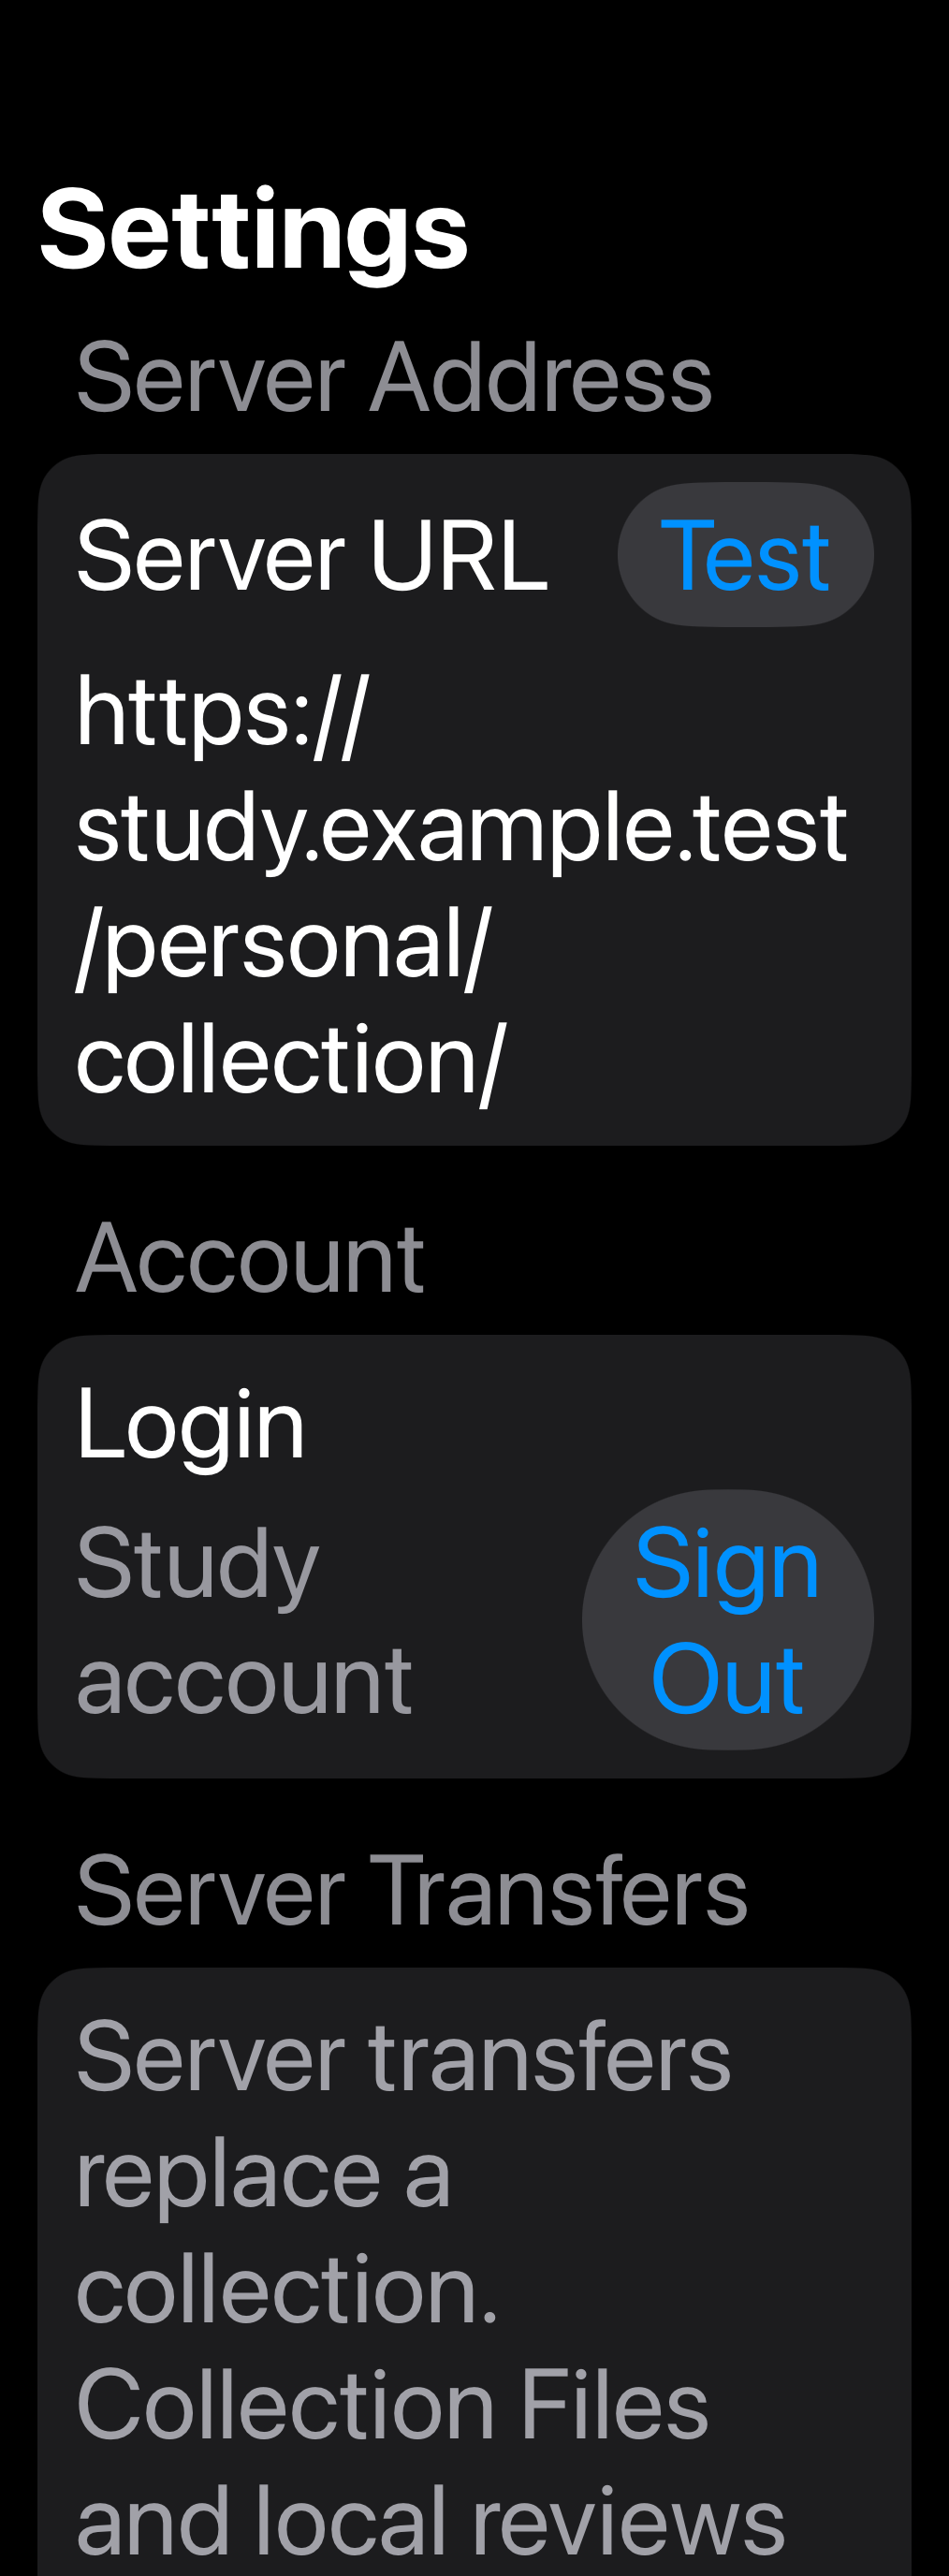 Settings
Server Address
Server URL Test
https://
study.example.test
/personal/
collection/
Account
Login
Study
account
Sign
Out
Server Transfers
Server transfers
replace a
collection.
Collection Files
and local reviews